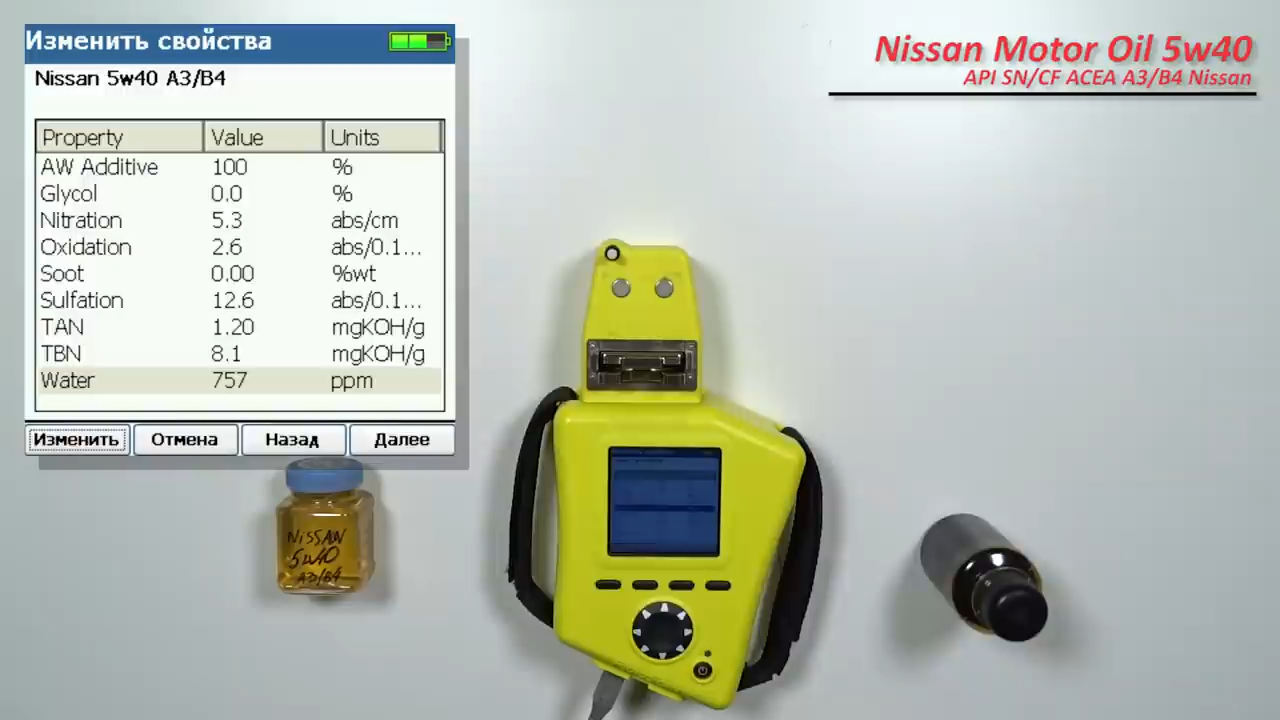 Изменить свойства
Nissan 5w40 A3/B4
Property Value Units
AW Additive 100 %
Glycol 0.0 %
Nitration 5.3 abs/cm
Oxidation 2.6 abs/0.1...
Soot 0.00 %wt
Sulfation 12.6 abs/0.1...
TAN 1.20 mgKOH/g
TBN 8.1 mgKOH/g
Water 757 ppm
Изменить Отмена Назад Далее
Nissan Motor Oil 5w40
API SN/CF ACEA A3/B4 Nissan
NISSAN
5W40
A3/B4